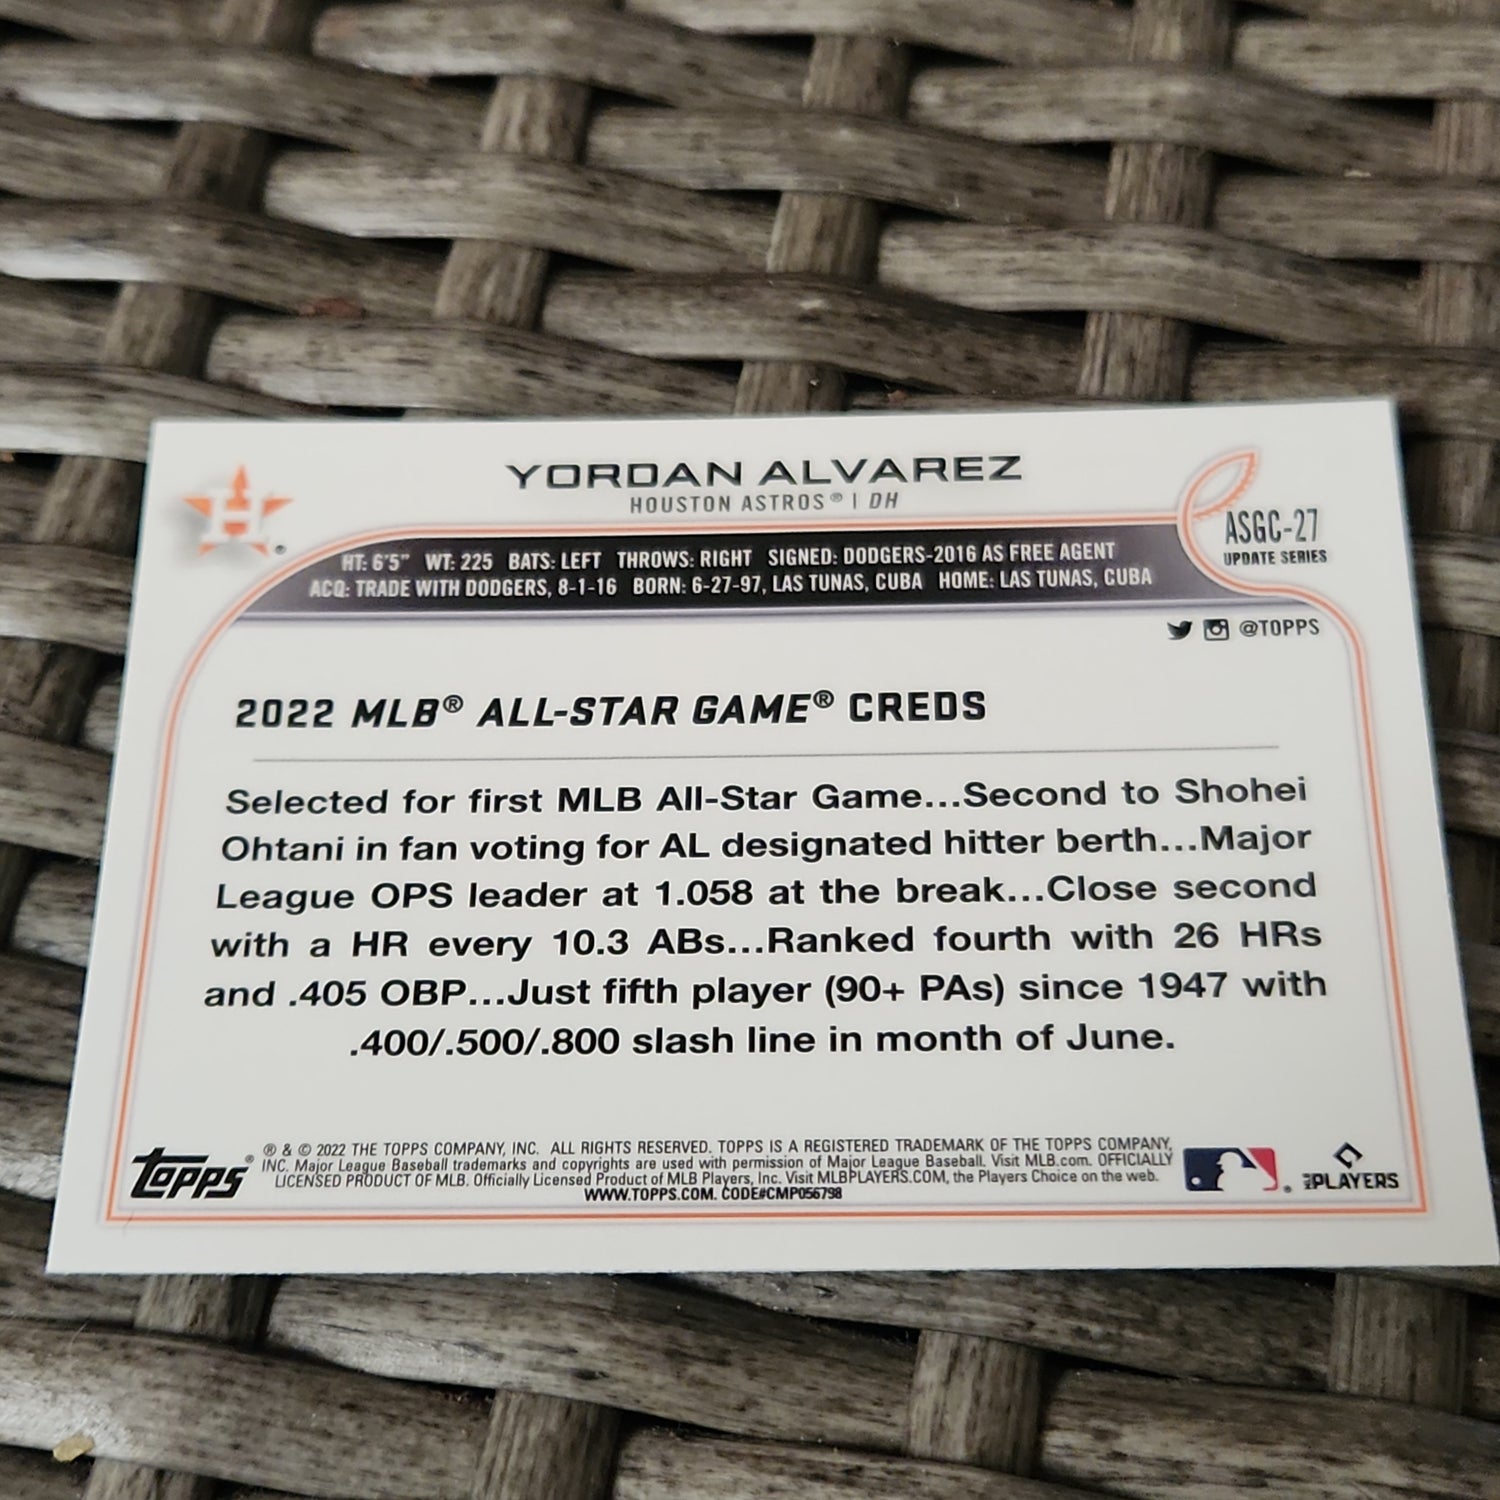 YORDAN ALVAREZ
HOUSTON ASTROS® | DH
H
ASGC-27
UPDATE SERIES
HT: 6'5" WT: 225 BATS: LEFT THROWS: RIGHT SIGNED: DODGERS-2016 AS FREE AGENT
ACQ: TRADE WITH DODGERS, 8-1-16 BORN: 6-27-97, LAS TUNAS, CUBA HOME: LAS TUNAS, CUBA
@TOPPS
2022 MLB® ALL-STAR GAME® CREDS
Selected for first MLB All-Star Game...Second to Shohei
Ohtani in fan voting for AL designated hitter berth...Major
League OPS leader at 1.058 at the break...Close second
with a HR every 10.3 ABs...Ranked fourth with 26 HRs
and .405 OBP...Just fifth player (90+ PAs) since 1947 with
.400/.500/.800 slash line in month of June.
topps®
® & © 2022 THE TOPPS COMPANY, INC. ALL RIGHTS RESERVED. TOPPS IS A REGISTERED TRADEMARK OF THE TOPPS COMPANY,
INC. Major League Baseball trademarks and copyrights are used with permission of Major League Baseball. Visit MLB.com. OFFICIALLY
LICENSED PRODUCT OF MLB. Officially Licensed Product of MLB Players, Inc. Visit MLBPLAYERS.COM, the Players Choice on the web.
WWW.TOPPS.COM. CODE#CMP056798
PLAYERS